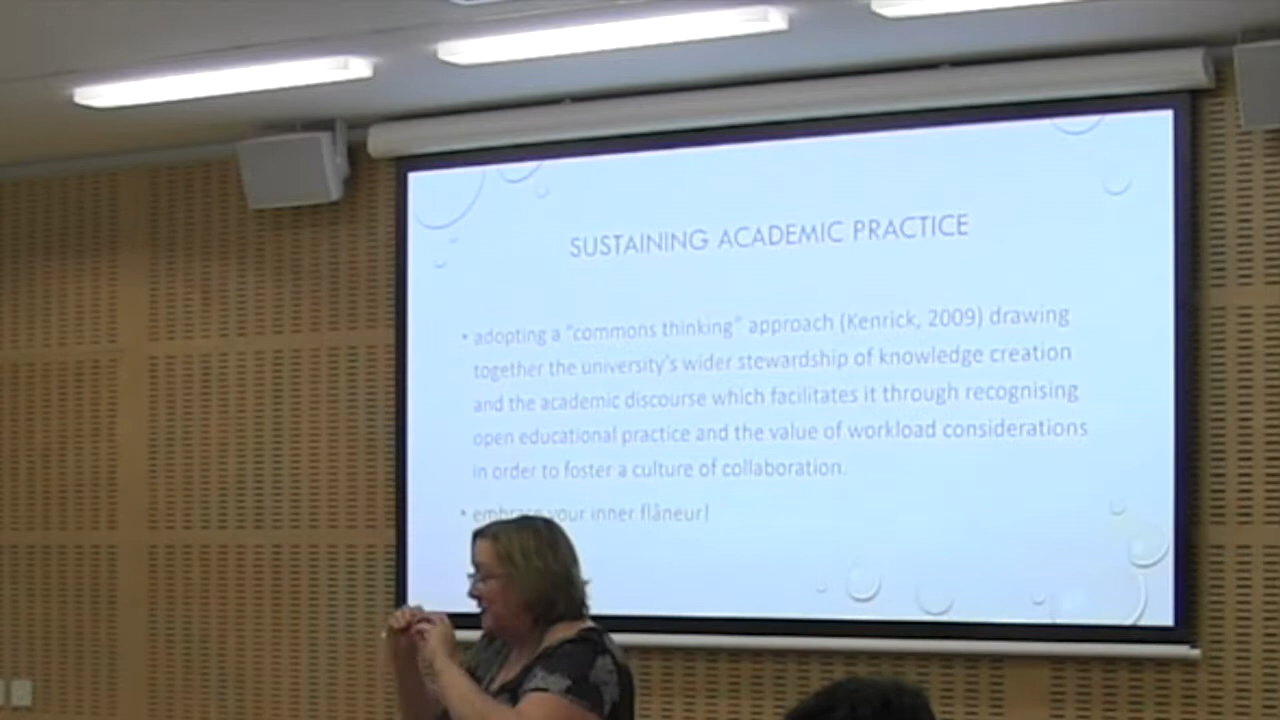 SUSTAINING ACADEMIC PRACTICE
• adopting a "commons thinking" approach (Kenrick, 2009) drawing
together the university's wider stewardship of knowledge creation
and the academic discourse which facilitates it through recognising
open educational practice and the value of workload considerations
in order to foster a culture of collaboration.
• embrace your inner flâneur!